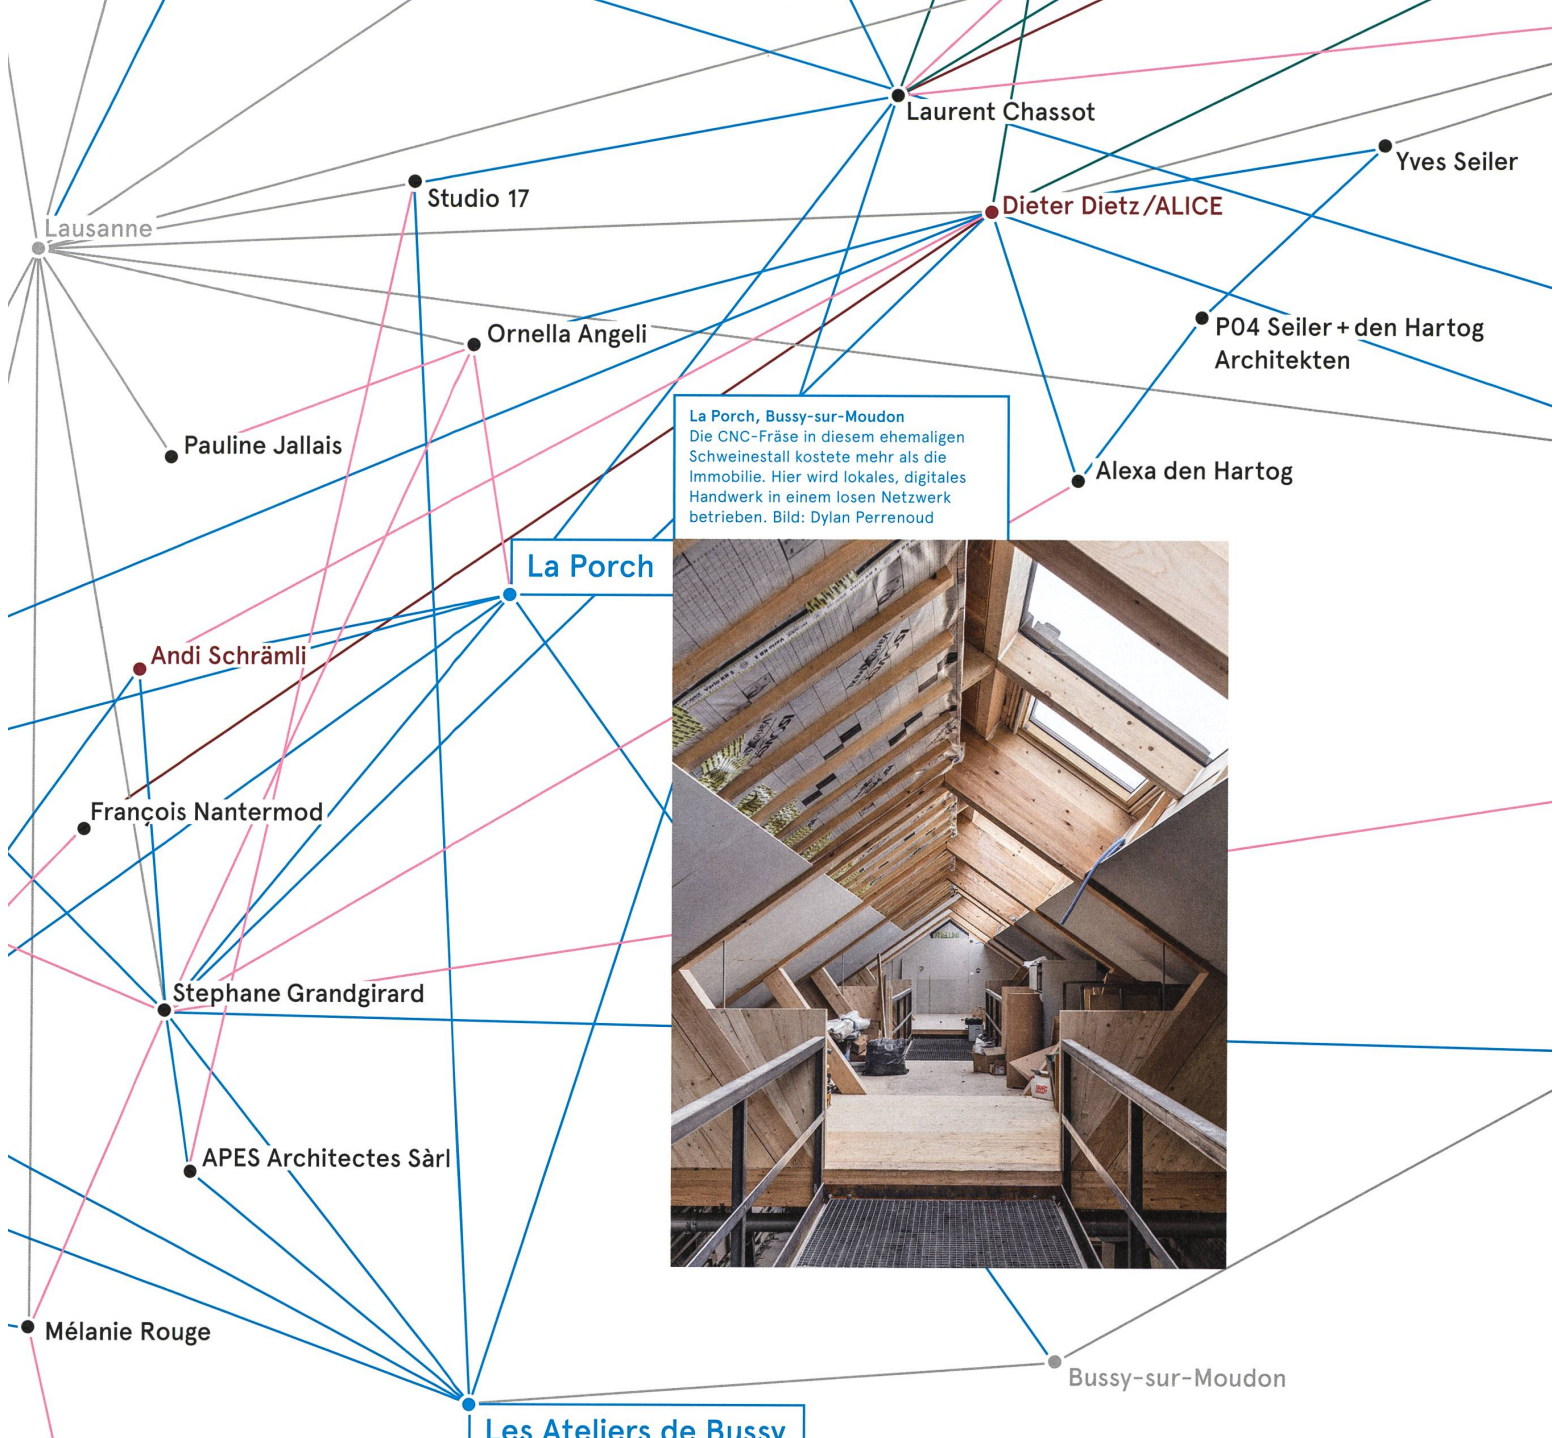 Laurent Chassot
Yves Seiler
Studio 17
Dieter Dietz/ALICE
Lausanne
Ornella Angeli
P04 Seiler + den Hartog
Architekten
Pauline Jallais
La Porch, Bussy-sur-Moudon
Die CNC-Fräse in diesem ehemaligen
Schweinestall kostete mehr als die
Immobilie. Hier wird lokales, digitales
Handwerk in einem losen Netzwerk
betrieben. Bild: Dylan Perrenoud
Alexa den Hartog
La Porch
Andi Schrämli
François Nantermod
Stephane Grandgirard
APES Architectes Sàrl
Mélanie Rouge
Bussy-sur-Moudon
Les Ateliers de Bussy